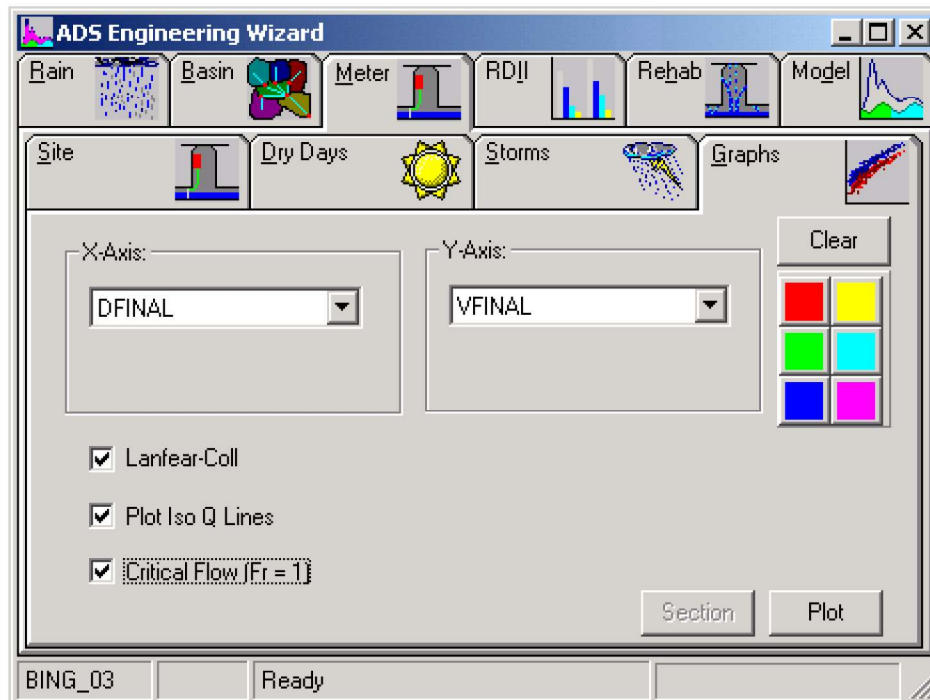 ADS Engineering Wizard
Rain Basin Meter RDII Rehab Model
Site Dry Days Storms Graphs
X-Axis: Y-Axis: Clear
DFINAL VFINAL
Lanfear-Coll
Plot Iso Q Lines
Critical Flow (Fr = 1)
Section Plot
BING_03 Ready